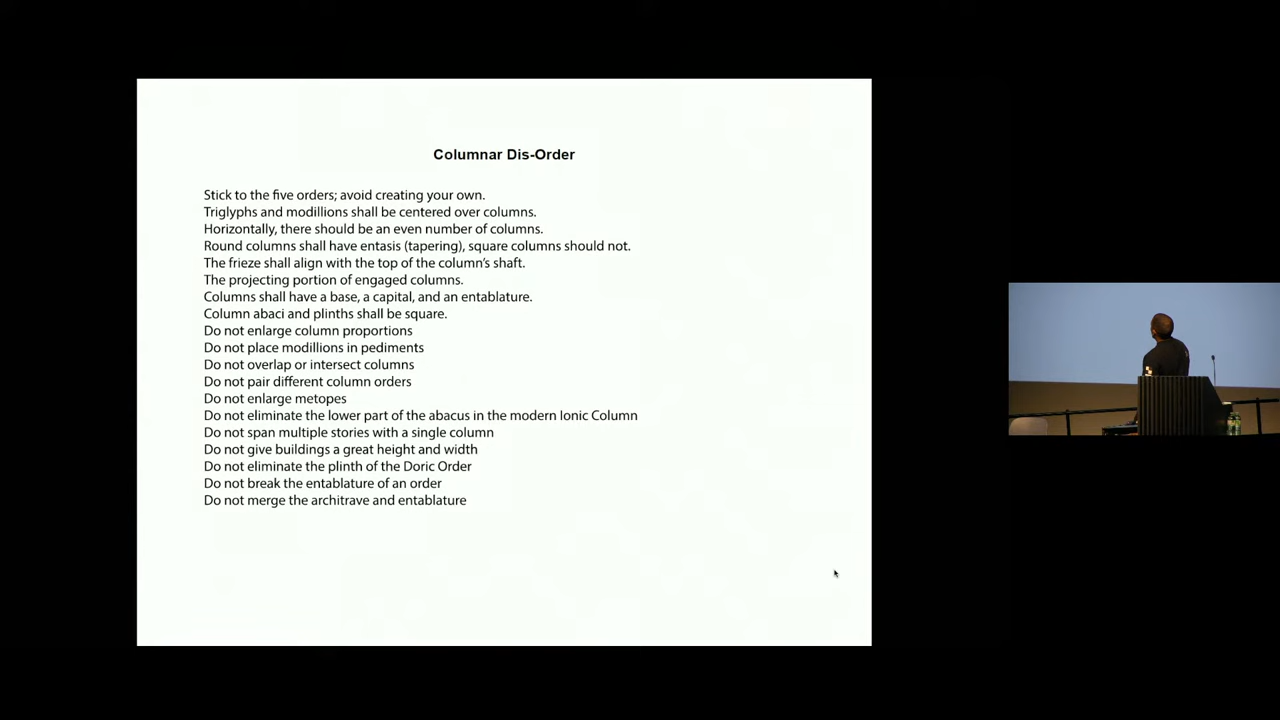 Columnar Dis-Order
Stick to the five orders; avoid creating your own.
Triglyphs and modillions shall be centered over columns.
Horizontally, there should be an even number of columns.
Round columns shall have entasis (tapering), square columns should not.
The frieze shall align with the top of the column's shaft.
The projecting portion of engaged columns.
Columns shall have a base, a capital, and an entablature.
Column abaci and plinths shall be square.
Do not enlarge column proportions
Do not place modillions in pediments
Do not overlap or intersect columns
Do not pair different column orders
Do not enlarge metopes
Do not eliminate the lower part of the abacus in the modern Ionic Column
Do not span multiple stories with a single column
Do not give buildings a great height and width
Do not eliminate the plinth of the Doric Order
Do not break the entablature of an order
Do not merge the architrave and entablature